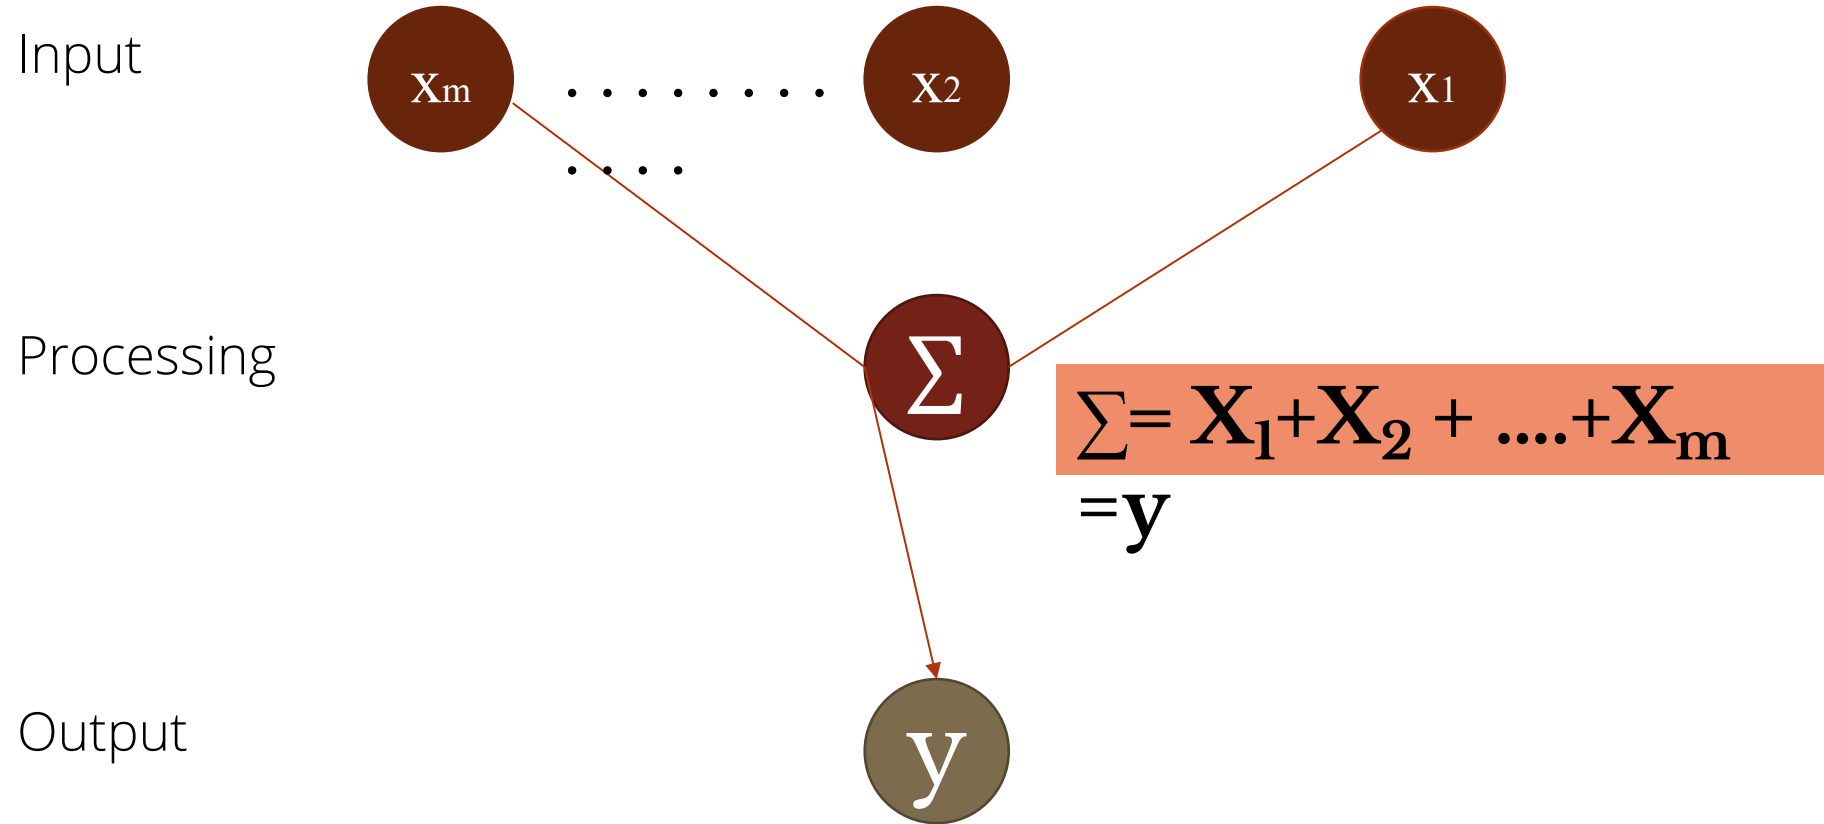 Input
xm ........ x2 x1
....
Processing
∑
∑= X₁+X₂ + ....+Xₘ
=y
Output
y